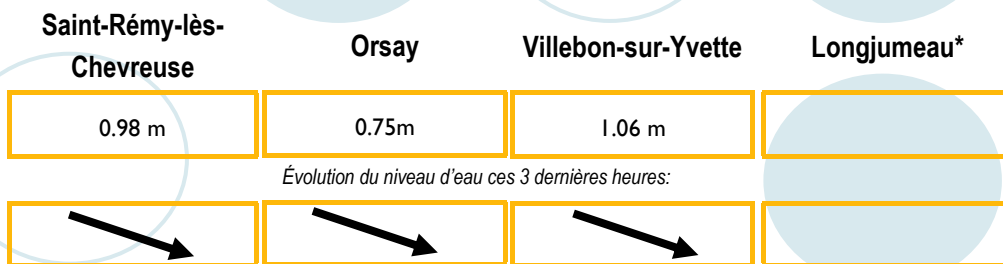 Saint-Rémy-lès-
Chevreuse
Orsay
Villebon-sur-Yvette
Longjumeau*
0.98 m
0.75m
1.06 m
Évolution du niveau d'eau ces 3 dernières heures: